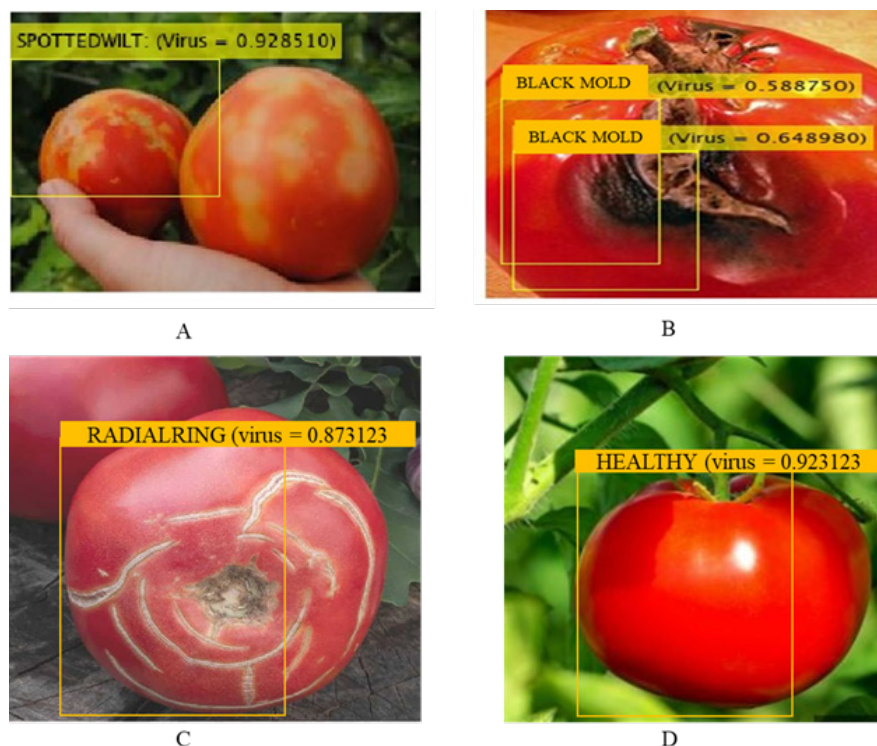 SPOTTEDWILT: (Virus = 0.928510)
BLACK MOLD (Virus = 0.588750)
BLACK MOLD (Virus = 0.648980)
A
B
RADIALRING (virus = 0.873123
HEALTHY (virus = 0.923123
C
D